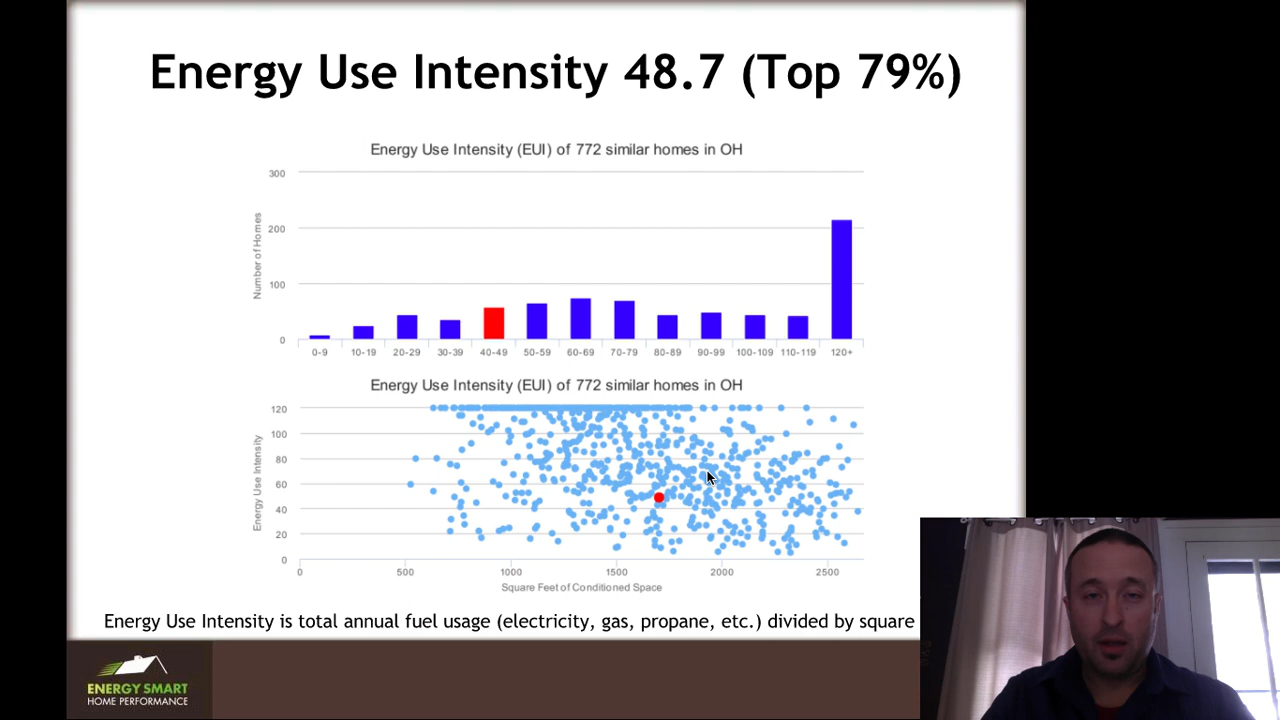 Energy Use Intensity 48.7 (Top 79%)
Energy Use Intensity (EUI) of 772 similar homes in OH
Number of Homes
300
200
100
0
0-9 10-19 20-29 30-39 40-49 50-59 60-69 70-79 80-89 90-99 100-109 110-119 120+
Energy Use Intensity (EUI) of 772 similar homes in OH
Energy Use Intensity
120
100
80
60
40
20
0
0 500 1000 1500 2000 2500
Square Feet of Conditioned Space
Energy Use Intensity is total annual fuel usage (electricity, gas, propane, etc.) divided by square
ENERGY SMART
HOME PERFORMANCE